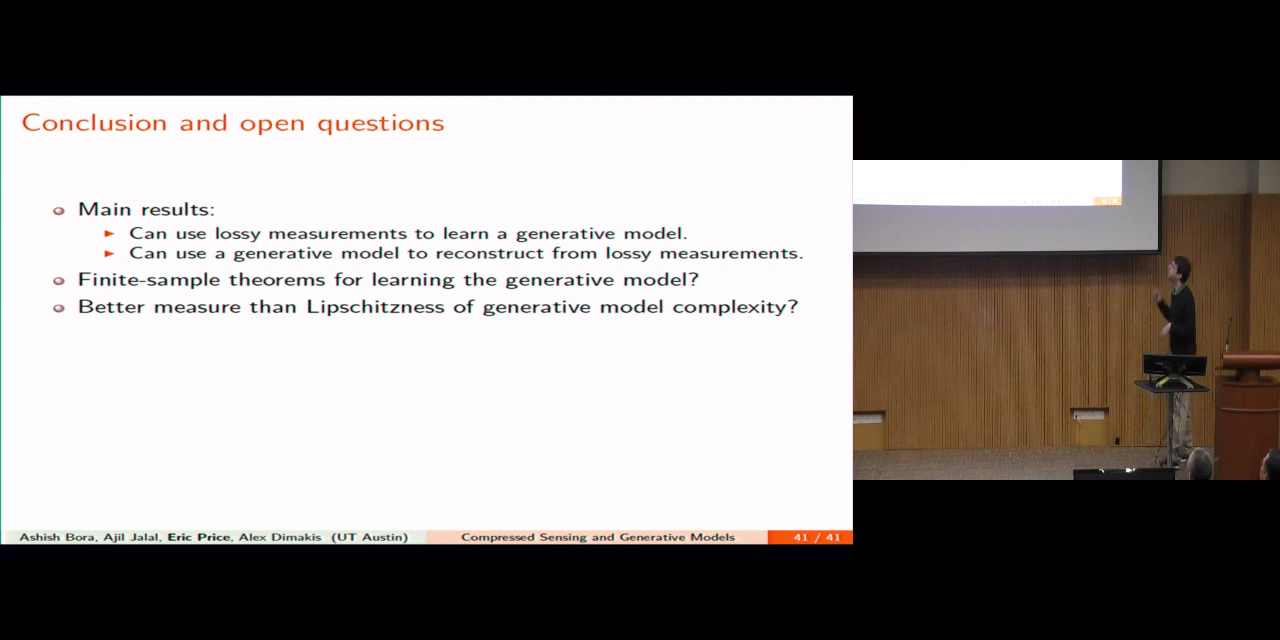 Conclusion and open questions
Main results:
Can use lossy measurements to learn a generative model.
Can use a generative model to reconstruct from lossy measurements.
Finite-sample theorems for learning the generative model?
Better measure than Lipschitzness of generative model complexity?
Ashish Bora, Ajil Jalal, Eric Price, Alex Dimakis (UT Austin)
Compressed Sensing and Generative Models
41 / 41